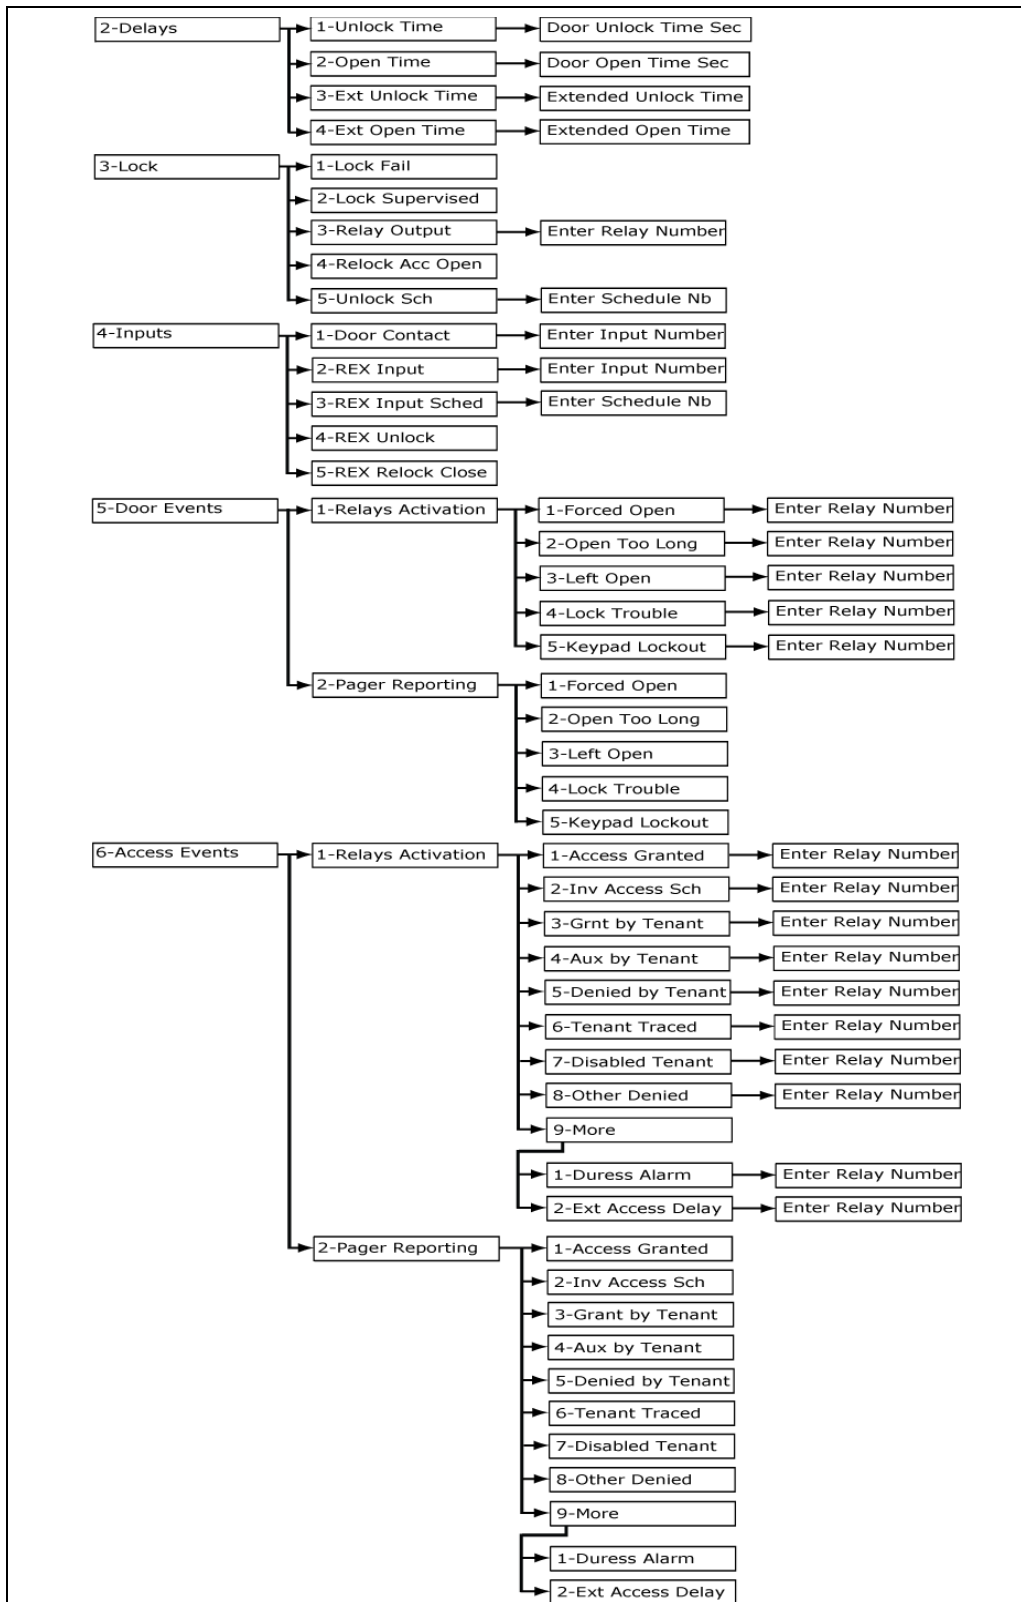 2-Delays
1-Unlock Time
Door Unlock Time Sec
2-Open Time
Door Open Time Sec
3-Ext Unlock Time
Extended Unlock Time
4-Ext Open Time
Extended Open Time
3-Lock
1-Lock Fail
2-Lock Supervised
3-Relay Output
Enter Relay Number
4-Relock Acc Open
5-Unlock Sch
Enter Schedule Nb
4-Inputs
1-Door Contact
Enter Input Number
2-REX Input
Enter Input Number
3-REX Input Sched
Enter Schedule Nb
4-REX Unlock
5-REX Relock Close
5-Door Events
1-Relays Activation
1-Forced Open
Enter Relay Number
2-Open Too Long
Enter Relay Number
3-Left Open
Enter Relay Number
4-Lock Trouble
Enter Relay Number
5-Keypad Lockout
Enter Relay Number
2-Pager Reporting
1-Forced Open
2-Open Too Long
3-Left Open
4-Lock Trouble
5-Keypad Lockout
6-Access Events
1-Relays Activation
1-Access Granted
Enter Relay Number
2-Inv Access Sch
Enter Relay Number
3-Grnt by Tenant
Enter Relay Number
4-Aux by Tenant
Enter Relay Number
5-Denied by Tenant
Enter Relay Number
6-Tenant Traced
Enter Relay Number
7-Disabled Tenant
Enter Relay Number
8-Other Denied
Enter Relay Number
9-More
1-Duress Alarm
Enter Relay Number
2-Ext Access Delay
Enter Relay Number
2-Pager Reporting
1-Access Granted
2-Inv Access Sch
3-Grant by Tenant
4-Aux by Tenant
5-Denied by Tenant
6-Tenant Traced
7-Disabled Tenant
8-Other Denied
9-More
1-Duress Alarm
2-Ext Access Delay